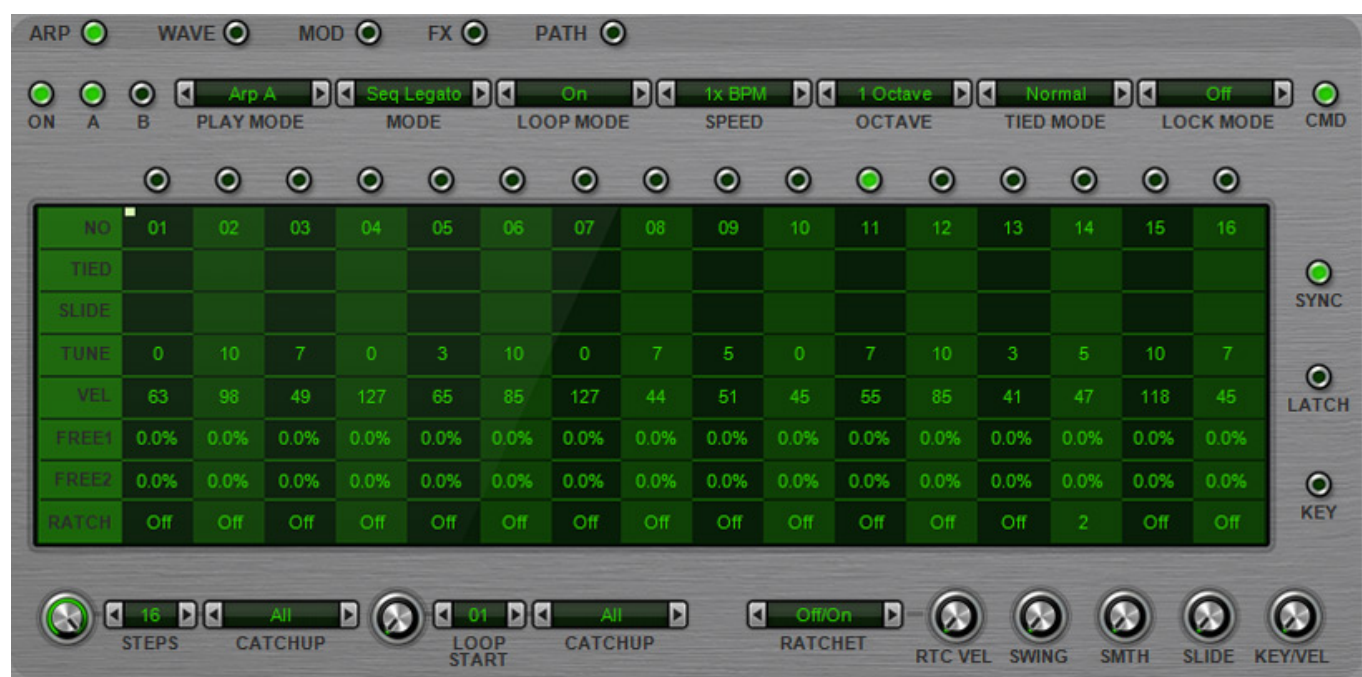 ARP WAVE MOD FX PATH
Arp A Seq Legato On 1x BPM 1 Octave Normal Off
ON A B PLAY MODE MODE LOOP MODE SPEED OCTAVE TIED MODE LOCK MODE CMD
NO 01 02 03 04 05 06 07 08 09 10 11 12 13 14 15 16
TIED
SLIDE
SYNC
TUNE 0 10 7 0 3 10 0 7 5 0 7 10 3 5 10 7
VEL 63 98 49 127 65 85 127 44 51 45 55 85 41 47 118 45
LATCH
FREE1 0.0% 0.0% 0.0% 0.0% 0.0% 0.0% 0.0% 0.0% 0.0% 0.0% 0.0% 0.0% 0.0% 0.0% 0.0% 0.0%
FREE2 0.0% 0.0% 0.0% 0.0% 0.0% 0.0% 0.0% 0.0% 0.0% 0.0% 0.0% 0.0% 0.0% 0.0% 0.0% 0.0%
RATCH Off Off Off Off Off Off Off Off Off Off Off Off Off 2 Off Off
KEY
16 All 01 All Off/On
STEPS CATCHUP LOOP START CATCHUP RATCHET RTC VEL SWING SMTH SLIDE KEY/VEL